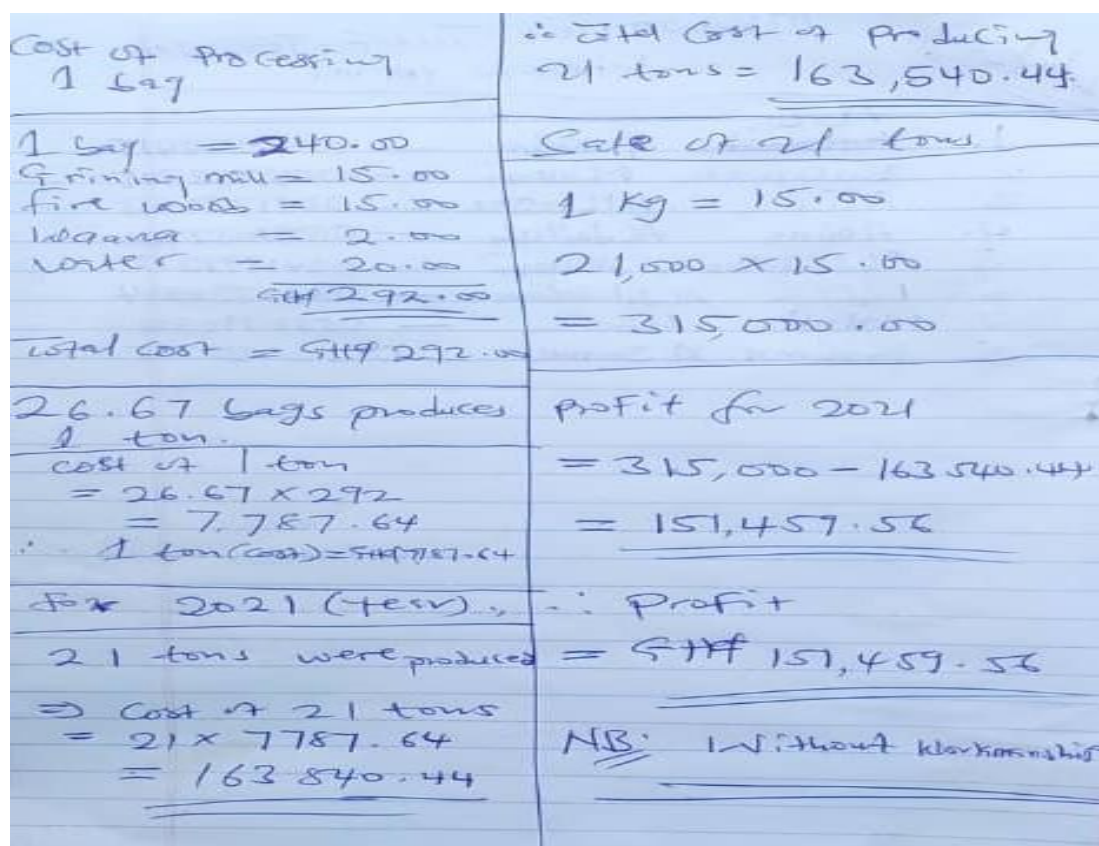 Cost of Processing
1 bag
1 bag = 240.00
Grining mill = 15.00
fire wood = 15.00
= 2.00
water = 20.00
GH₵ 292.00
Total cost = GH₵ 292.00
26.67 bags produces
1 ton.
cost of 1 ton
= 26.67 x 292
= 7,787.64
∴ 1 ton (cost) = GH₵ 7787.64
for 2021 (year),
21 tons were produced
⇒ Cost of 21 tons
= 21 x 7787.64
= 163 540.44
∴ Total Cost of Producing
21 tons = 163,540.44
Sale of 21 tons
1 Kg = 15.00
21,000 x 15.00
= 315,000.00
Profit for 2021
= 315,000 - 163 540.44
= 151,459.56
∴ Profit
= GH₵ 151,459.56
NB: Without Workmanship